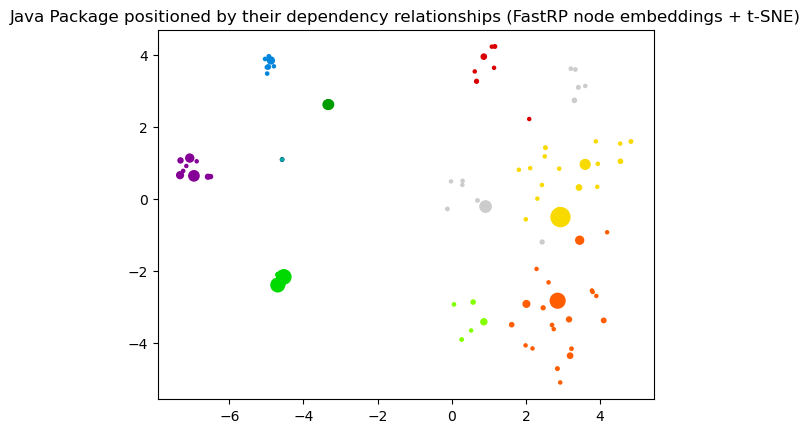 Java Package positioned by their dependency relationships (FastRP node embeddings + t-SNE)
4
2
0
−2
−4
−6 −4 −2 0 2 4